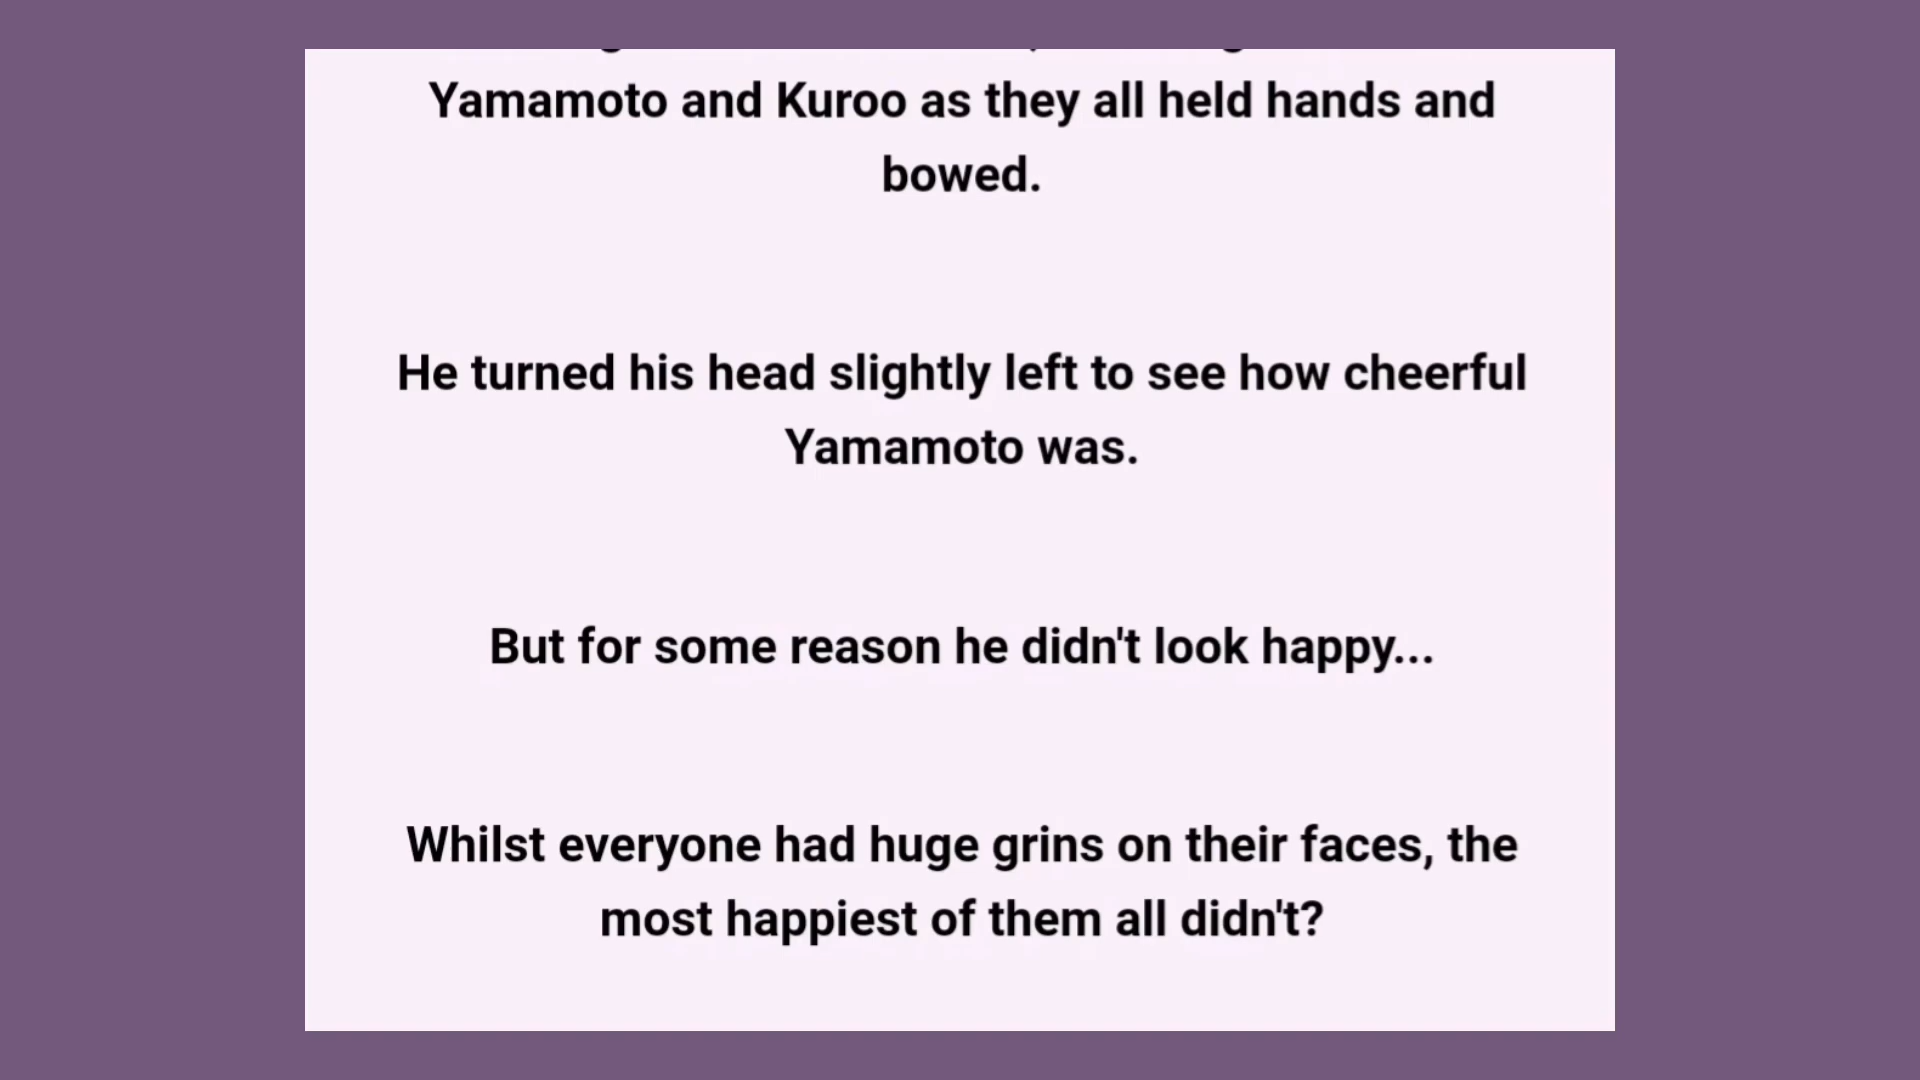 Yamamoto and Kuroo as they all held hands and
bowed.
He turned his head slightly left to see how cheerful
Yamamoto was.
But for some reason he didn't look happy...
Whilst everyone had huge grins on their faces, the
most happiest of them all didn't?